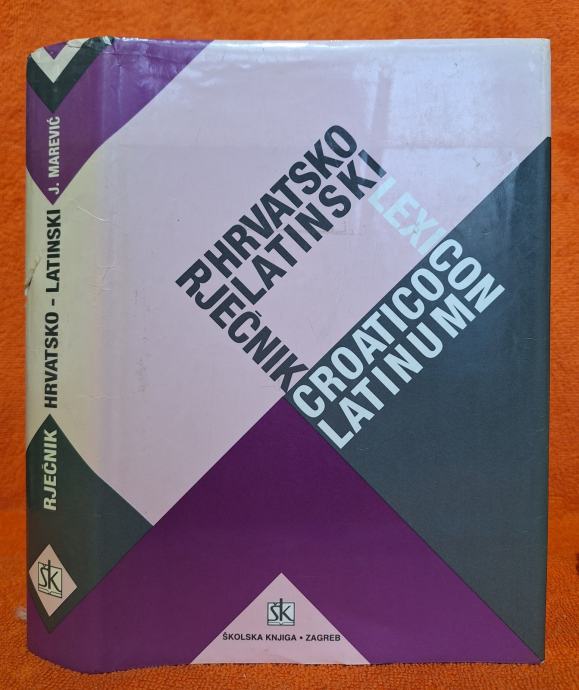 J. MAREVIĆ
HRVATSKO - LATINSKI
RJEČNIK
ŠK
HRVATSKO
LATINSKI
RJEČNIK
LEXICON
CROATICO
LATINUM
ŠK
ŠKOLSKA KNJIGA • ZAGREB